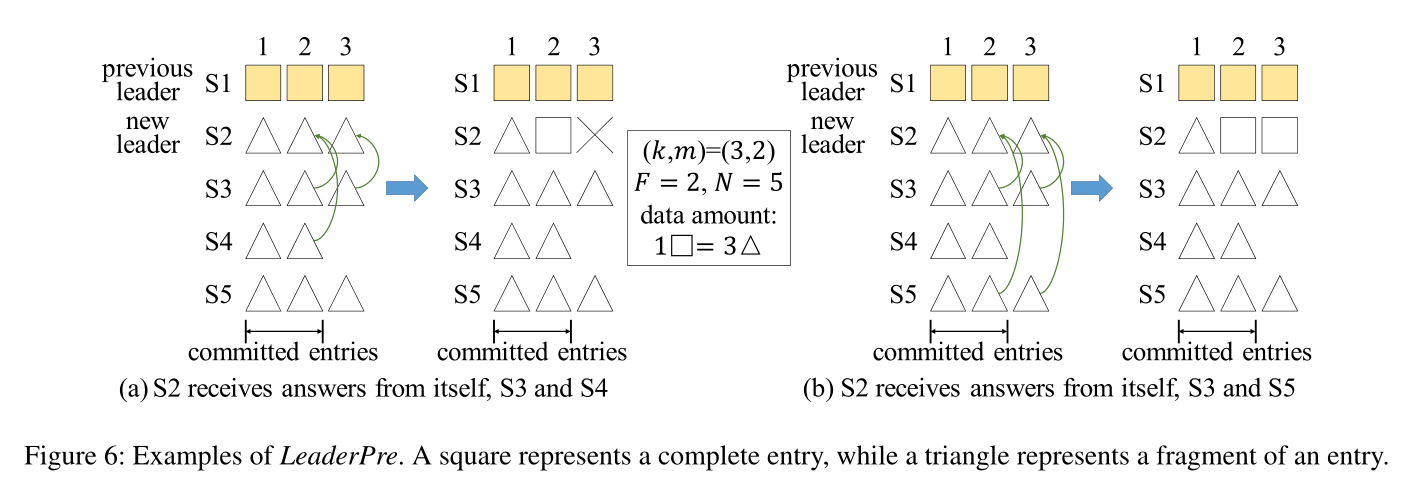 1 2 3
previous leader S1
new leader S2
S3
S4
S5
committed entries
1 2 3
S1
S2
S3
S4
S5
committed entries
(a) S2 receives answers from itself, S3 and S4
(k,m)=(3,2)
F = 2, N = 5
data amount:
1□= 3△
1 2 3
previous leader S1
new leader S2
S3
S4
S5
committed entries
1 2 3
S1
S2
S3
S4
S5
committed entries
(b) S2 receives answers from itself, S3 and S5
Figure 6: Examples of LeaderPre. A square represents a complete entry, while a triangle represents a fragment of an entry.